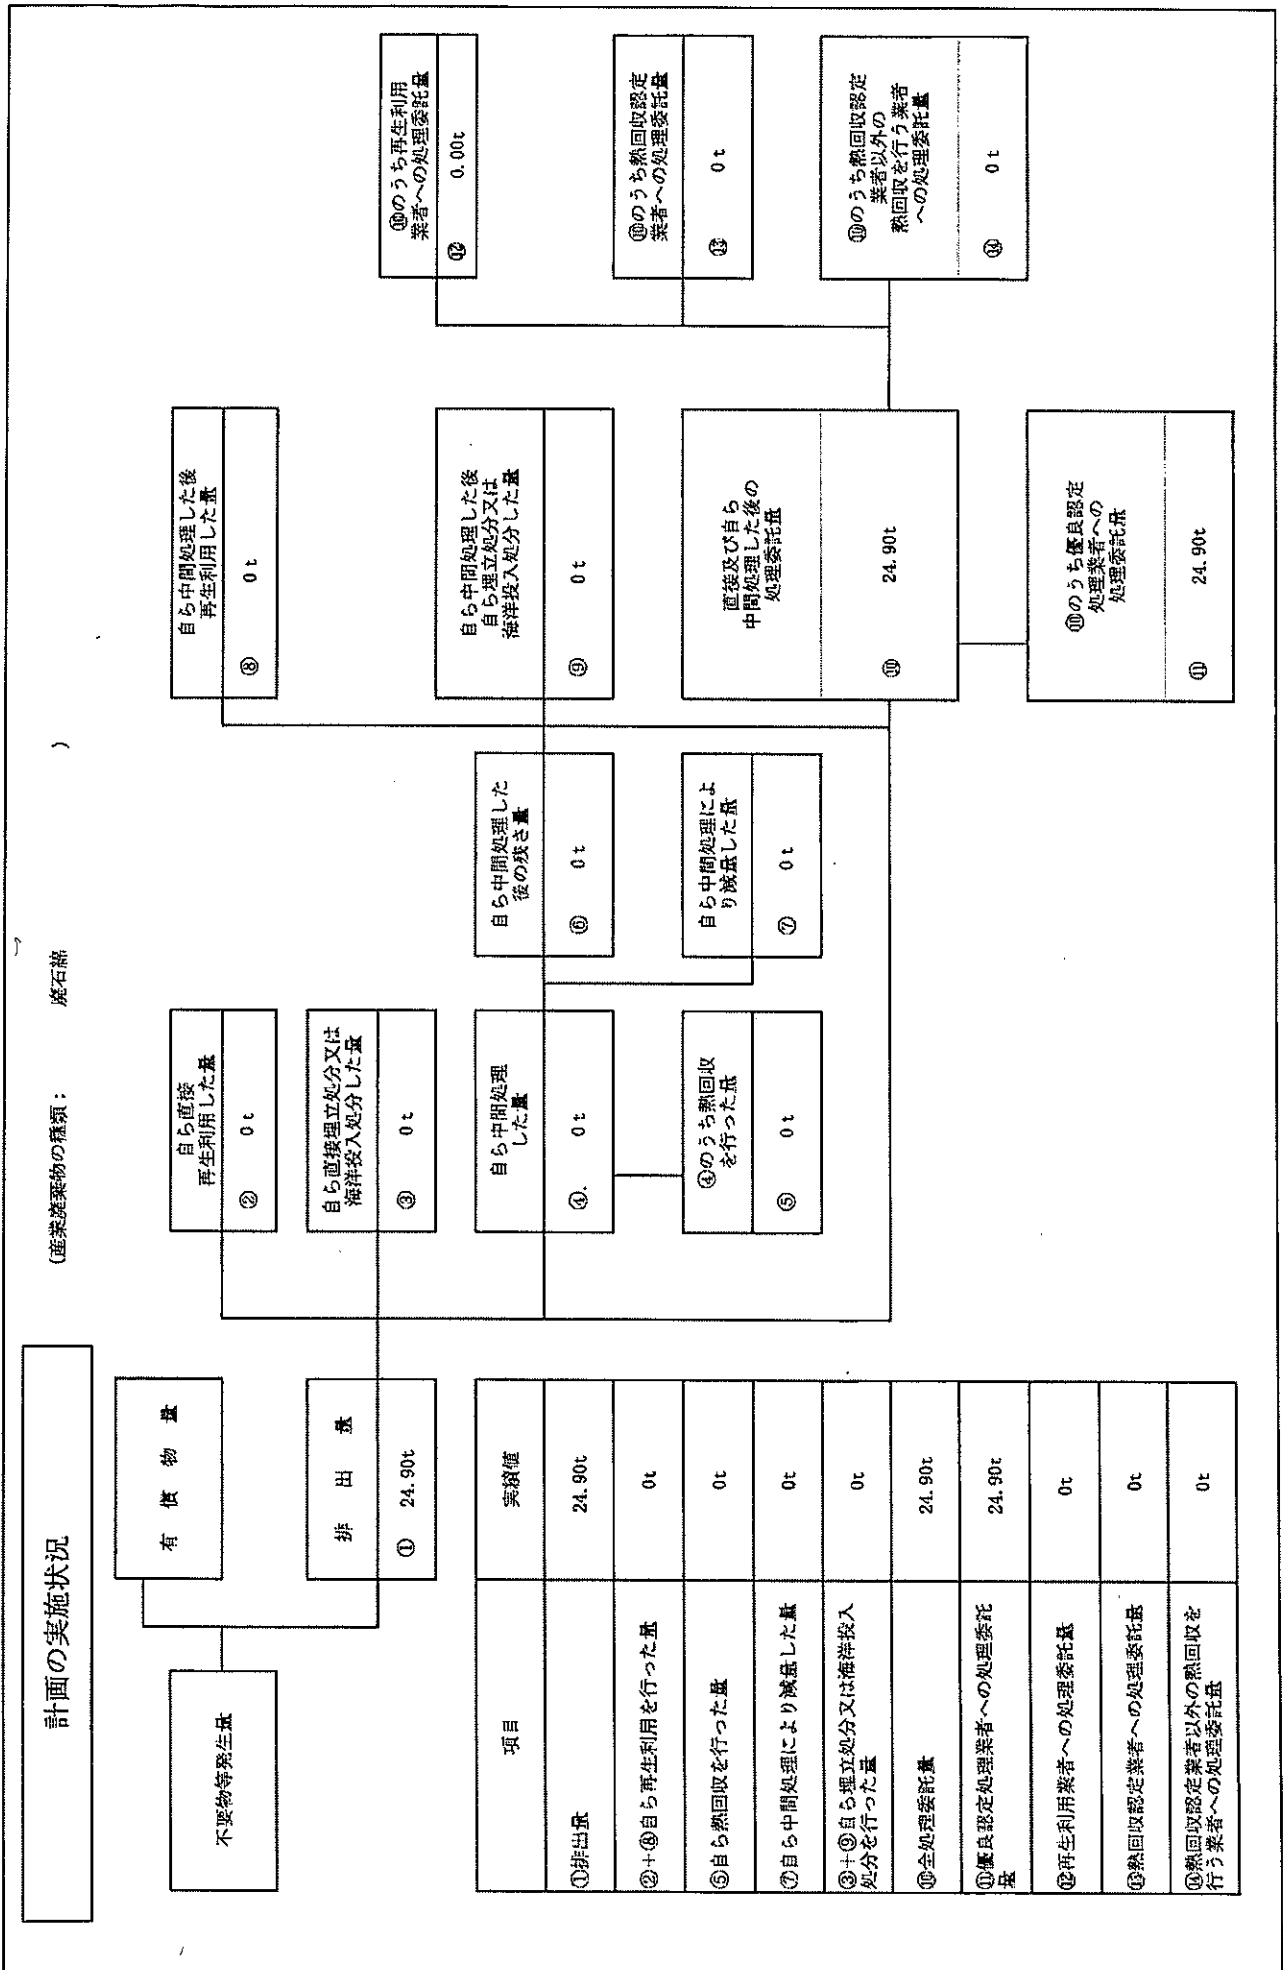 計画の実施状況
(産業廃棄物の種類： 廃石綿 )
不要物等発生量
有 償 物 量
排 出 量
① 24.90t
自ら直接
再生利用した量
② 0t
自ら直接埋立処分又は
海洋投入処分した量
③ 0t
自ら中間処理
した量
④. 0t
④のうち熱回収
を行った量
⑤ 0t
自ら中間処理した
後の残さ量
⑥ 0t
自ら中間処理によ
り減量した量
⑦ 0t
自ら中間処理した後
再生利用した量
⑧ 0t
自ら中間処理した後
自ら埋立処分又は
海洋投入処分した量
⑨ 0t
直接及び自ら
中間処理した後の
処理委託量
⑩ 24.90t
⑩のうち優良認定
処理業者への
処理委託量
⑪ 24.90t
⑩のうち再生利用
業者への処理委託量
⑫ 0.00t
⑩のうち熱回収認定
業者への処理委託量
⑬ 0t
⑩のうち熱回収認定
業者以外の
熱回収を行う業者
への処理委託量
⑭ 0t
項目 実績値
①排出量 24.90t
②+⑧自ら再生利用を行った量 0t
⑤自ら熱回収を行った量 0t
⑦自ら中間処理により減量した量 0t
③+⑨自ら埋立処分又は海洋投入
処分を行った量 0t
⑩全処理委託量 24.90t
⑪優良認定処理業者への処理委託
量 24.90t
⑫再生利用業者への処理委託量 0t
⑬熱回収認定業者への処理委託量 0t
⑭熱回収認定業者以外の熱回収を
行う業者への処理委託量 0t